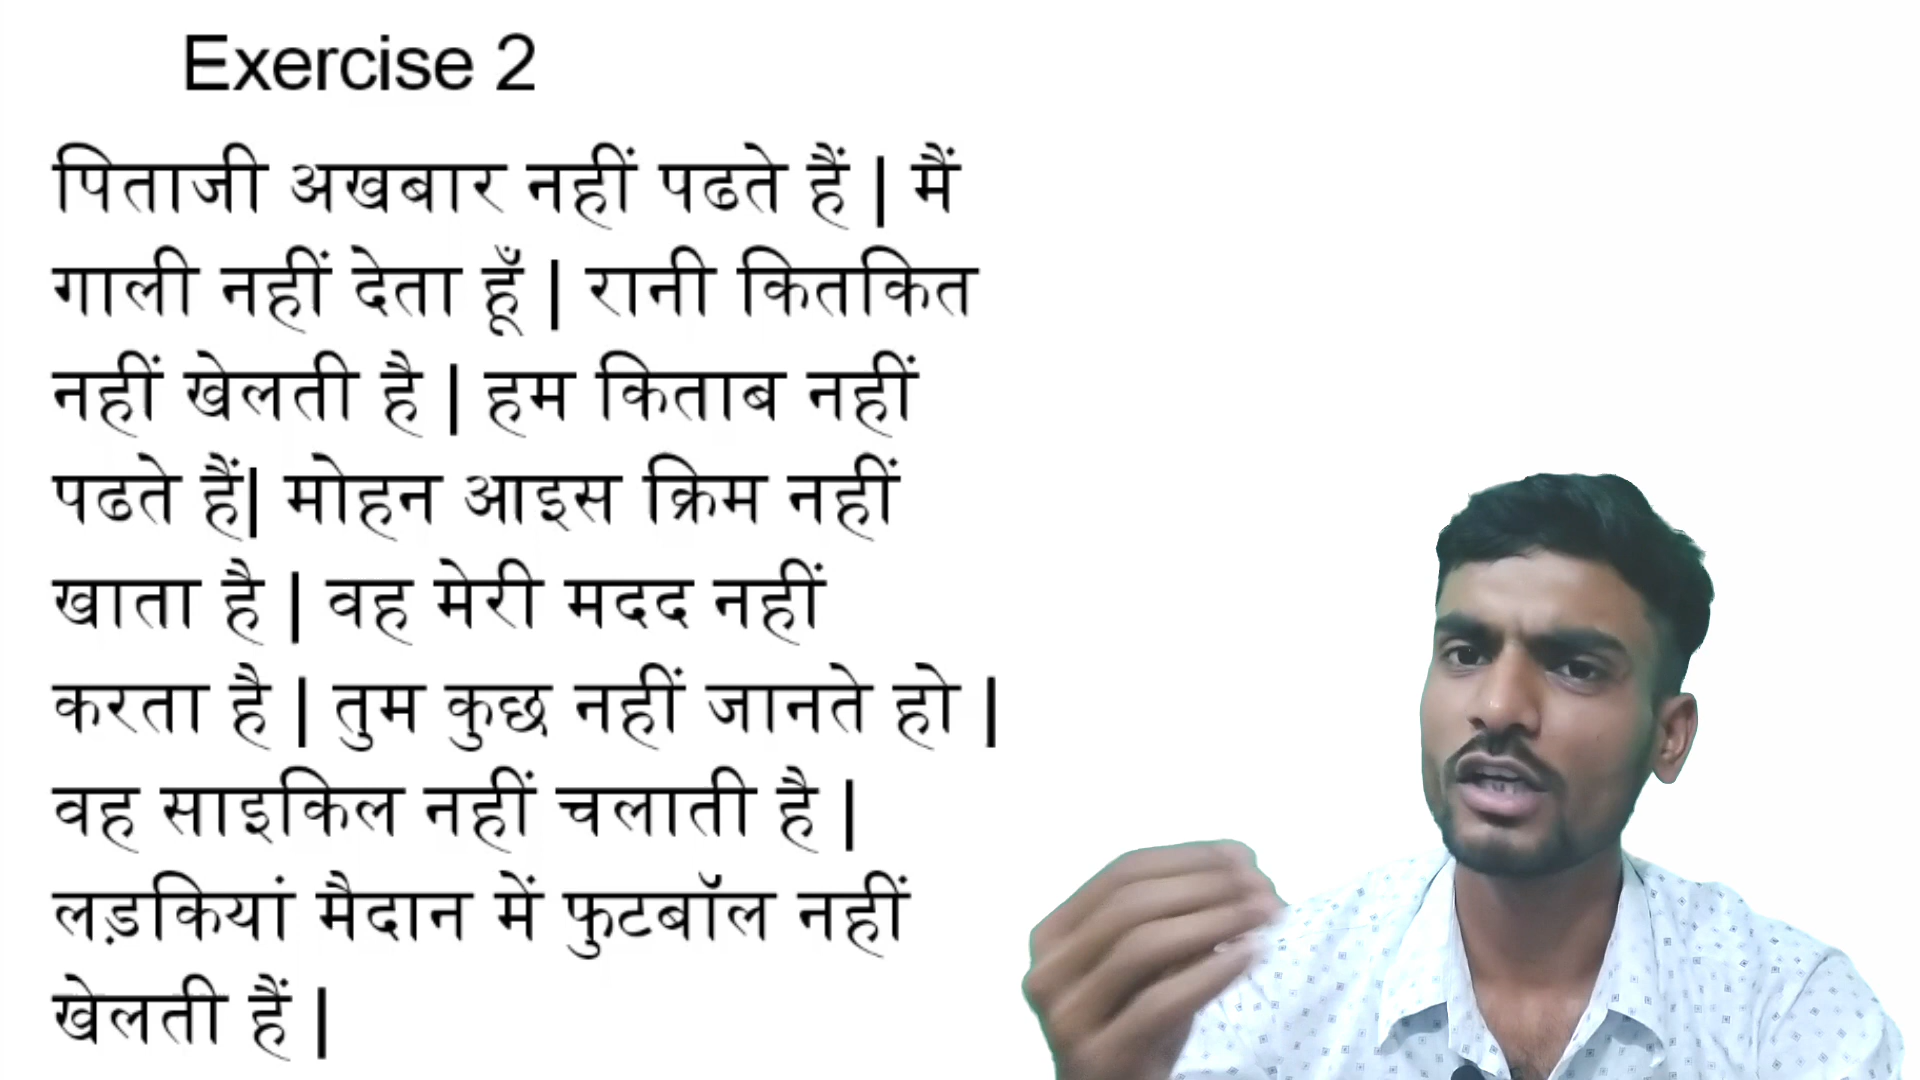 Exercise 2
पिताजी अखबार नहीं पढते हैं | मैं
गाली नहीं देता हूँ | रानी कितकित
नहीं खेलती है | हम किताब नहीं
पढते हैं| मोहन आइस क्रिम नहीं
खाता है | वह मेरी मदद नहीं
करता है | तुम कुछ नहीं जानते हो |
वह साइकिल नहीं चलाती है |
लड़कियां मैदान में फुटबॉल नहीं
खेलती हैं |